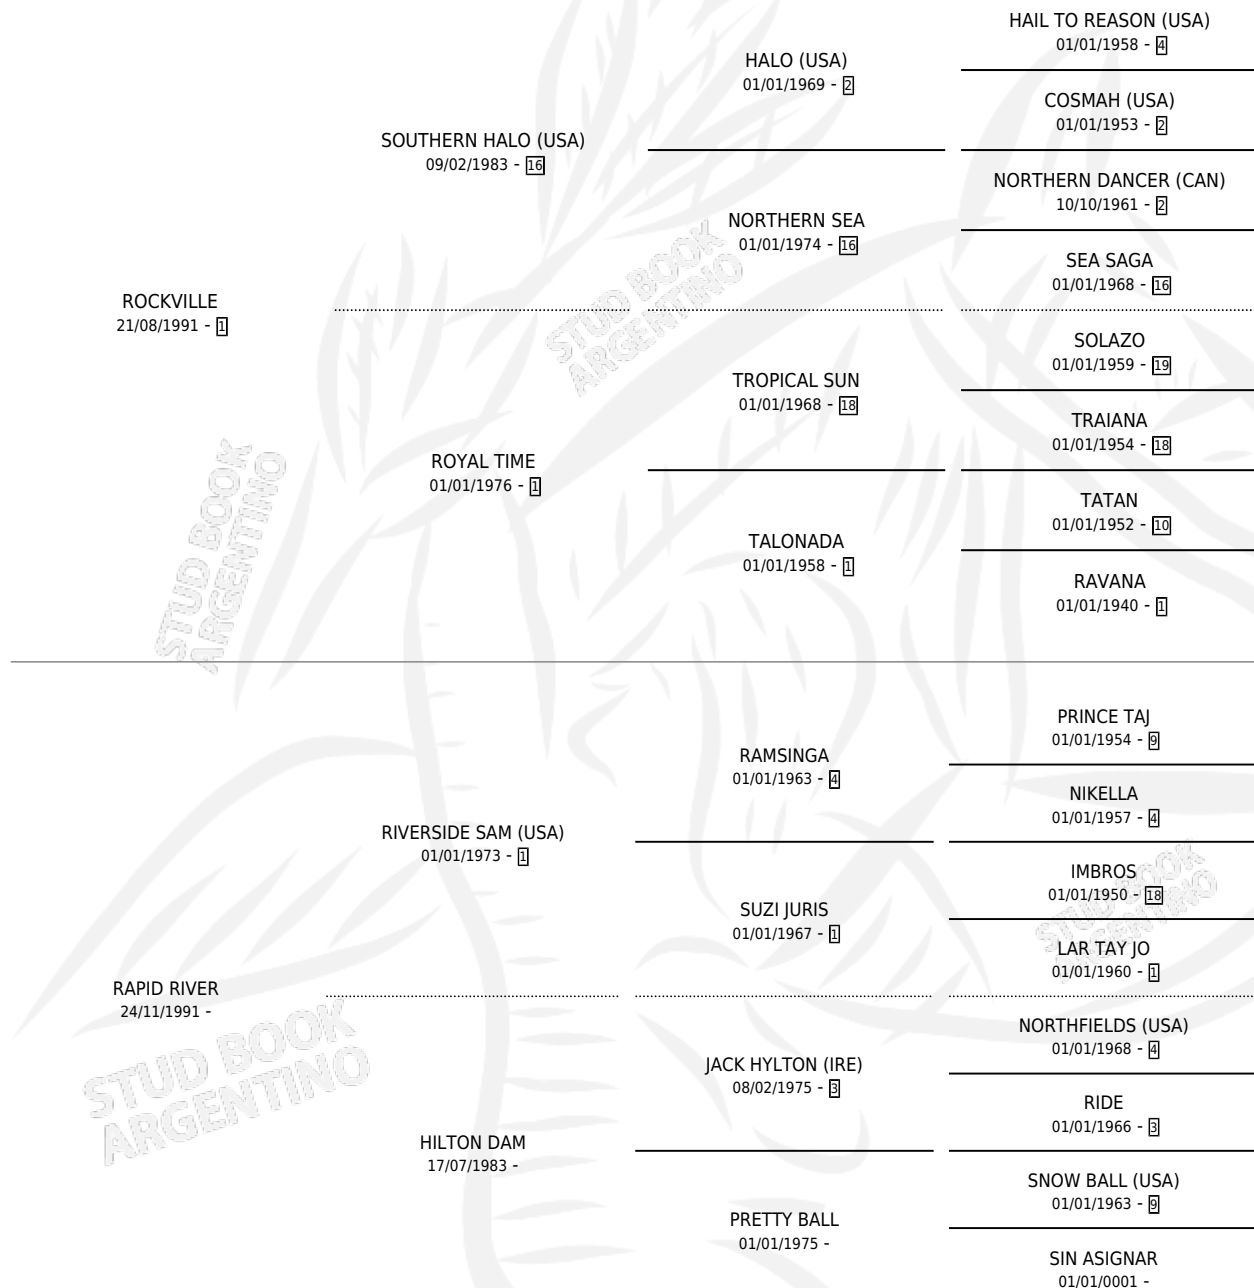 HAIL TO REASON (USA)
01/01/1958 - 4
HALO (USA)
01/01/1969 - 2
COSMAH (USA)
01/01/1953 - 2
SOUTHERN HALO (USA)
09/02/1983 - 16
NORTHERN DANCER (CAN)
10/10/1961 - 2
NORTHERN SEA
01/01/1974 - 16
SEA SAGA
01/01/1968 - 16
ROCKVILLE
21/08/1991 - 1
STUD BOOK
ARGENTINO
SOLAZO
01/01/1959 - 19
TROPICAL SUN
01/01/1968 - 18
TRAIANA
01/01/1954 - 18
ROYAL TIME
01/01/1976 - 1
TATAN
01/01/1952 - 10
TALONADA
01/01/1958 - 1
RAVANA
01/01/1940 - 1
STUD BOOK
ARGENTINO
PRINCE TAJ
01/01/1954 - 9
RAMSINGA
01/01/1963 - 4
NIKELLA
01/01/1957 - 4
RIVERSIDE SAM (USA)
01/01/1973 - 1
IMBROS
01/01/1950 - 18
SUZI JURIS
01/01/1967 - 1
LAR TAY JO
01/01/1960 - 1
STUD BOOK
ARGENTINO
RAPID RIVER
24/11/1991 -
NORTHFIELDS (USA)
01/01/1968 - 4
JACK HYLTON (IRE)
08/02/1975 - 3
RIDE
01/01/1966 - 3
STUD BOOK
ARGENTINO
HILTON DAM
17/07/1983 -
SNOW BALL (USA)
01/01/1963 - 9
PRETTY BALL
01/01/1975 -
SIN ASIGNAR
01/01/0001 -